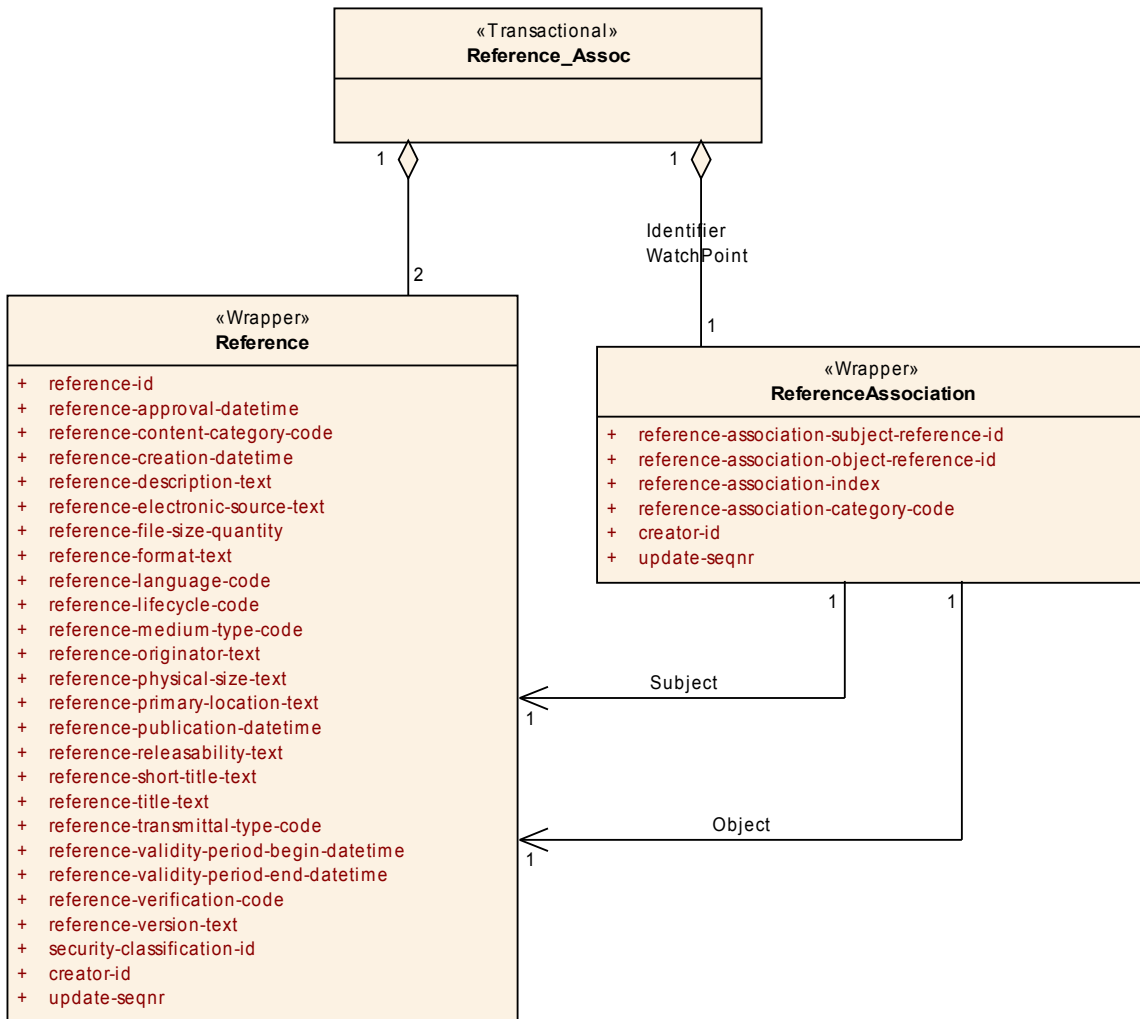 «Transactional»
Reference_Assoc
1
1
Identifier
WatchPoint
2
1
«Wrapper»
Reference
+ reference-id
+ reference-approval-datetime
+ reference-content-category-code
+ reference-creation-datetime
+ reference-description-text
+ reference-electronic-source-text
+ reference-file-size-quantity
+ reference-format-text
+ reference-language-code
+ reference-lifecycle-code
+ reference-medium-type-code
+ reference-originator-text
+ reference-physical-size-text
+ reference-primary-location-text
+ reference-publication-datetime
+ reference-releasability-text
+ reference-short-title-text
+ reference-title-text
+ reference-transmittal-type-code
+ reference-validity-period-begin-datetime
+ reference-validity-period-end-datetime
+ reference-verification-code
+ reference-version-text
+ security-classification-id
+ creator-id
+ update-seqnr
«Wrapper»
ReferenceAssociation
+ reference-association-subject-reference-id
+ reference-association-object-reference-id
+ reference-association-index
+ reference-association-category-code
+ creator-id
+ update-seqnr
1
1
Subject
1
Object
1